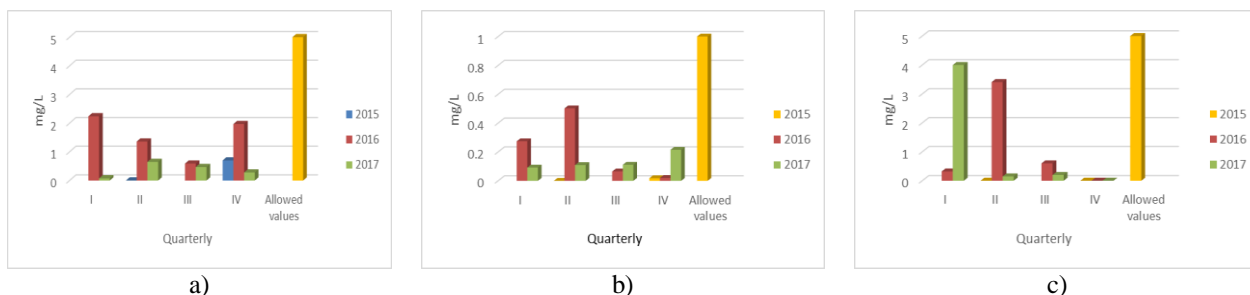 5
4
3
2
1
0
mg/L
I
II
III
IV
Allowed
values
Quarterly
2015
2016
2017
a)
1
0.8
0.6
0.4
0.2
0
mg/L
I
II
III
IV
Allowed
values
Quarterly
2015
2016
2017
b)
5
4
3
2
1
0
mg/L
I
II
III
IV
Allowed
values
Quarterly
2015
2016
2017
c)